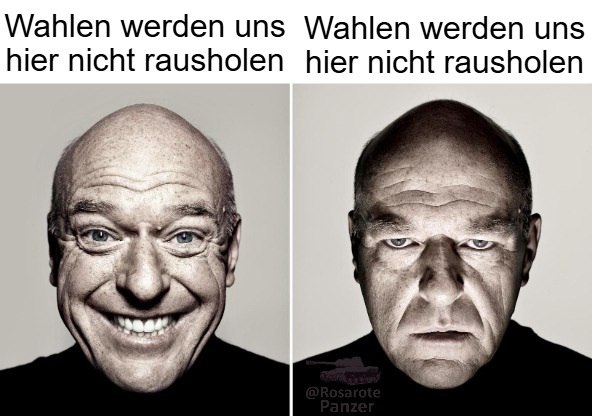 Wahlen werden uns
hier nicht rausholen
Wahlen werden uns
hier nicht rausholen
@Rosarote
Panzer